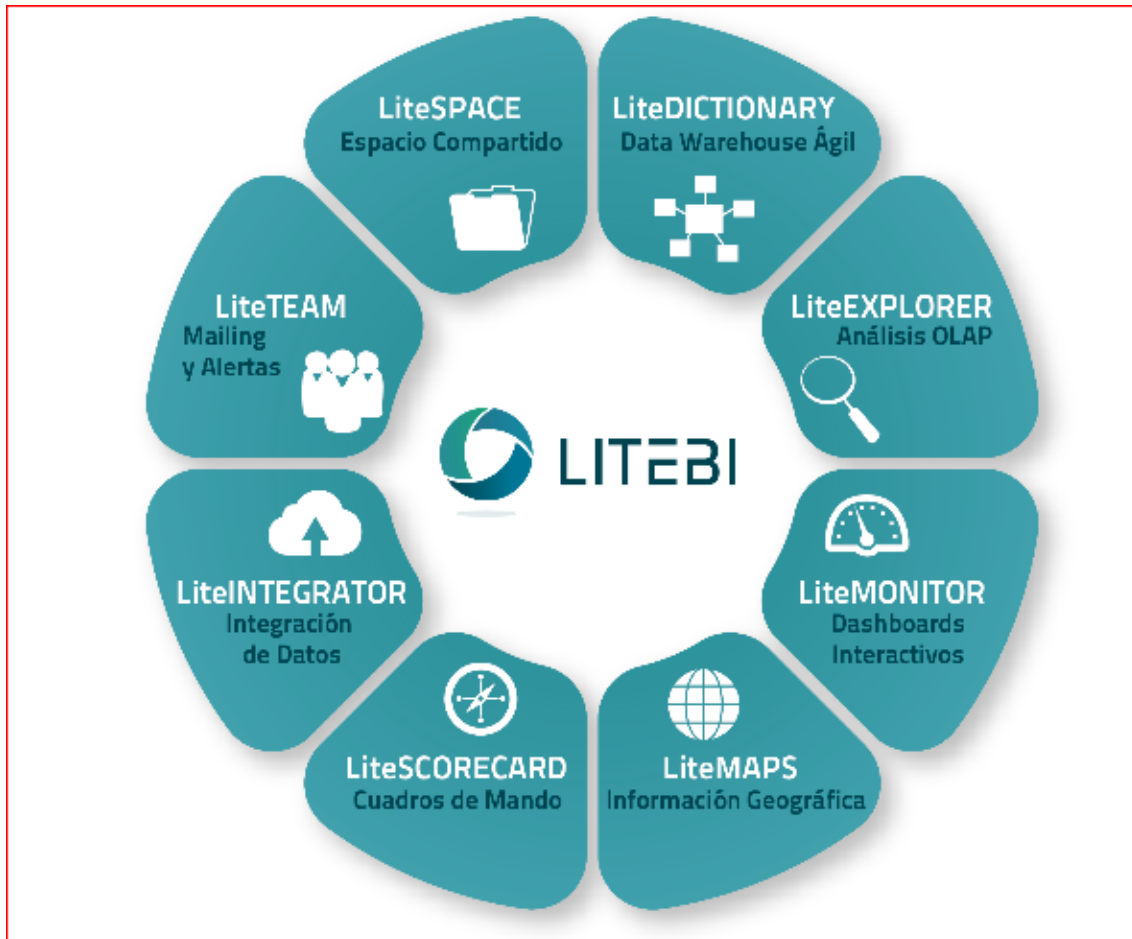 LiteSPACE
Espacio Compartido
LiteDICTIONARY
Data Warehouse Ágil
LiteEXPLORER
Análisis OLAP
LiteMONITOR
Dashboards
Interactivos
LiteMAPS
Información Geográfica
LiteSCORECARD
Cuadros de Mando
LiteINTEGRATOR
Integración
de Datos
LiteTEAM
Mailing
y Alertas
LITEBI